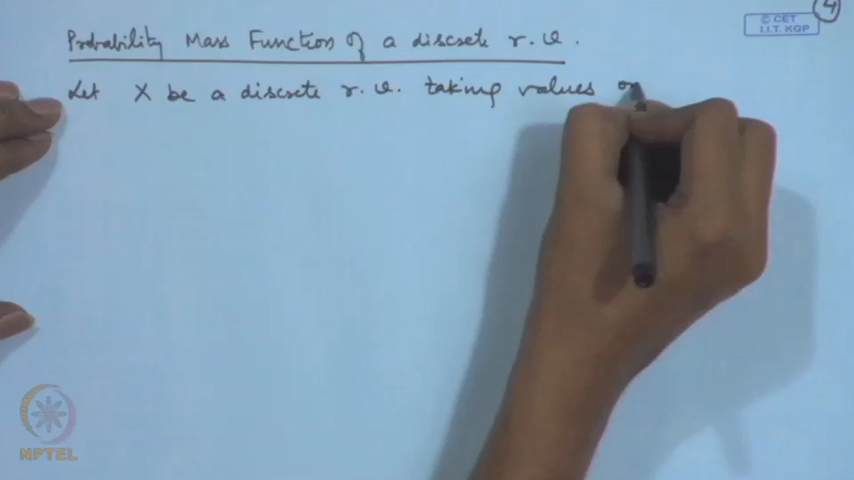 4
© CET
I.I.T. KGP
Probability Mass Function of a discrete r.v.
Let X be a discrete r.v. taking values on
NPTEL